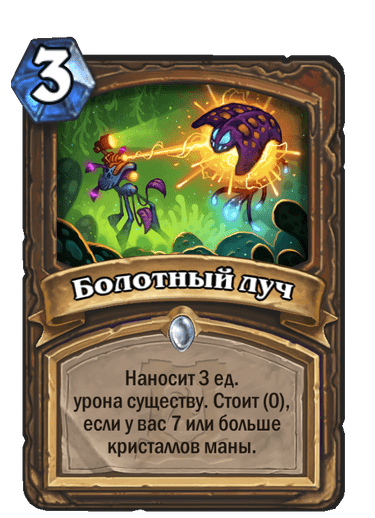 3
Болотный луч
Наносит 3 ед.
урона существу. Стоит (0),
если у вас 7 или больше
кристаллов маны.